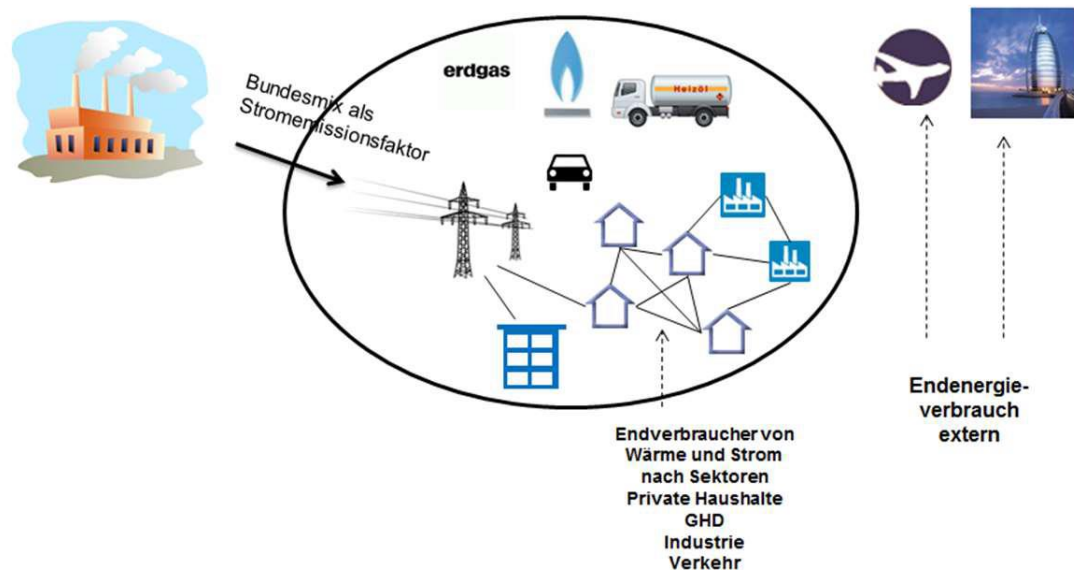 Bundesmix als
Stromemissionsfaktor
erdgas
Heizöl
Endverbraucher von
Wärme und Strom
nach Sektoren
Private Haushalte
GHD
Industrie
Verkehr
Endenergie-
verbrauch
extern